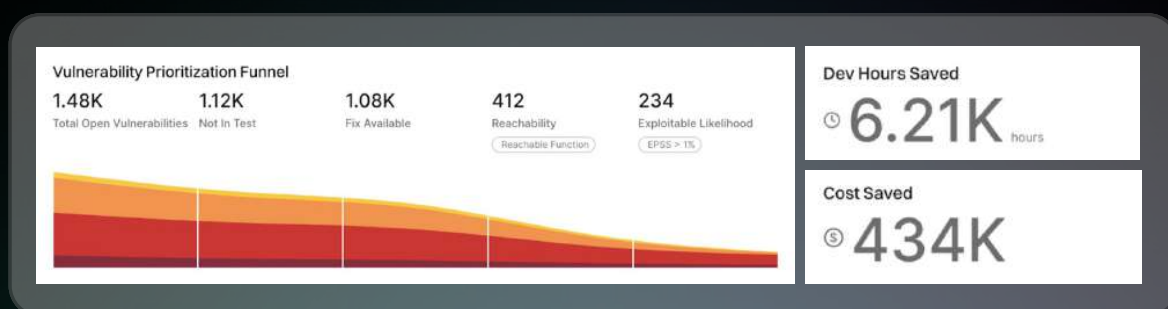 Vulnerability Prioritization Funnel
1.48K 1.12K 1.08K 412 234
Total Open Vulnerabilities Not In Test Fix Available Reachability Exploitable Likelihood
Reachable Function EPSS > 1%
Dev Hours Saved
6.21K hours
Cost Saved
$ 434K